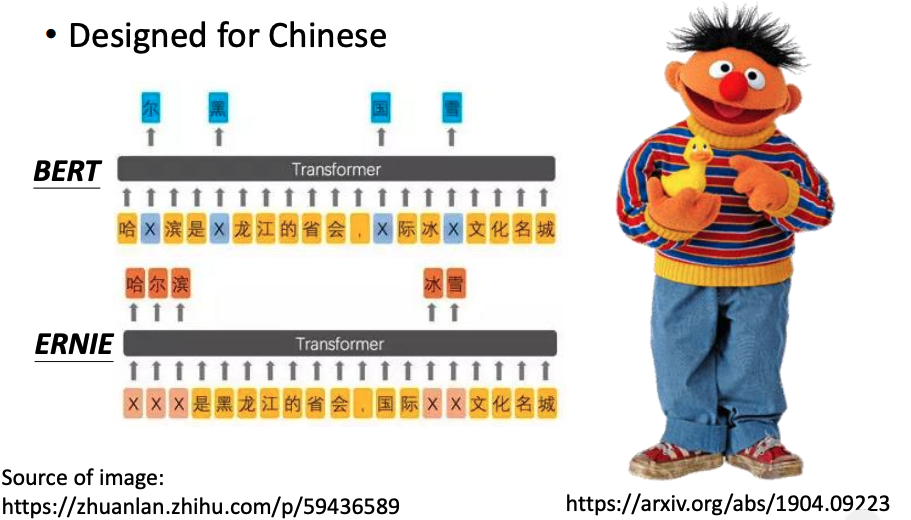 • Designed for Chinese
尔 黑 国 雪
BERT
Transformer
哈 X 滨 是 X 龙 江 的 省 会 , X 际 冰 X 文 化 名 城
哈 尔 滨 冰 雪
ERNIE
Transformer
X X X 是 黑 龙 江 的 省 会 , 国 际 X X 文 化 名 城
Source of image:
https://zhuanlan.zhihu.com/p/59436589
https://arxiv.org/abs/1904.09223